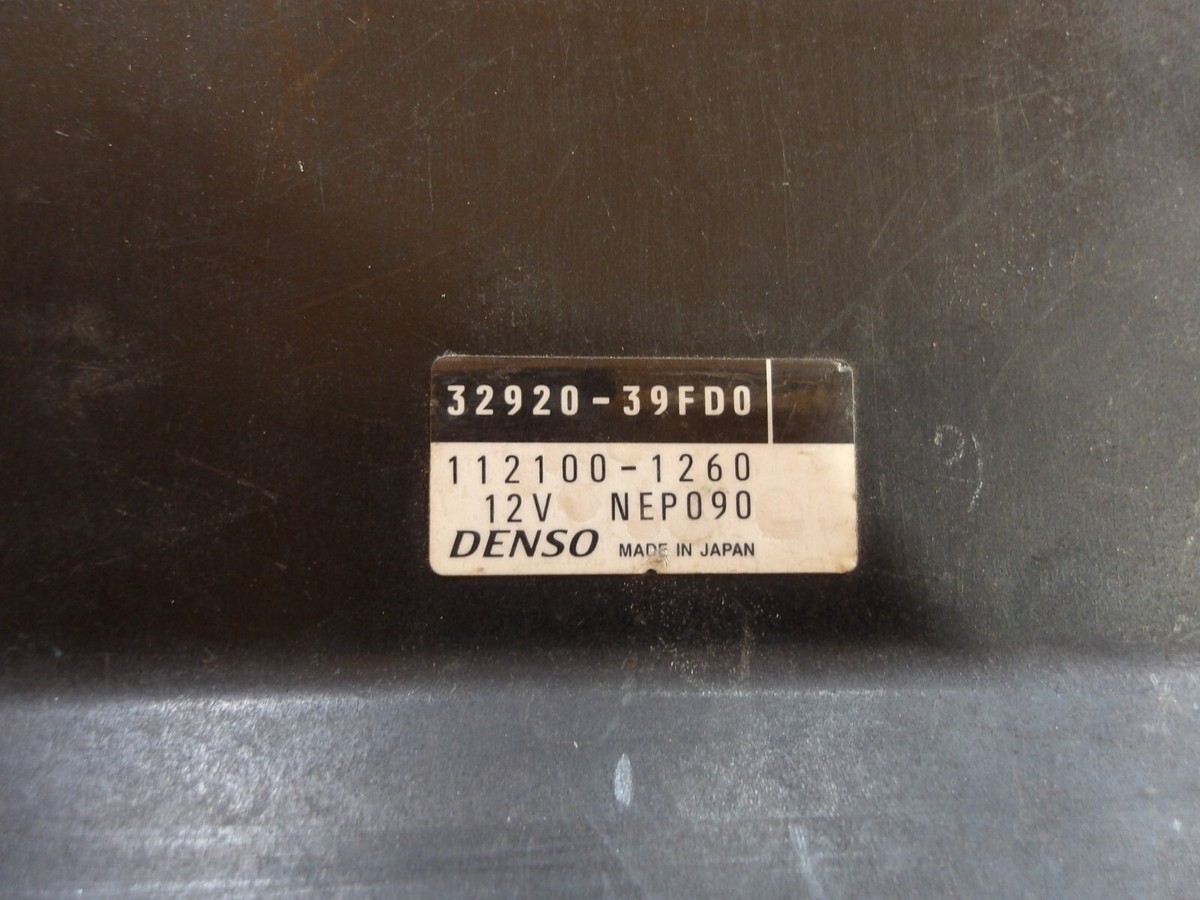 32920-39FD0
112100-1260
12V NEP090
DENSO MADE IN JAPAN